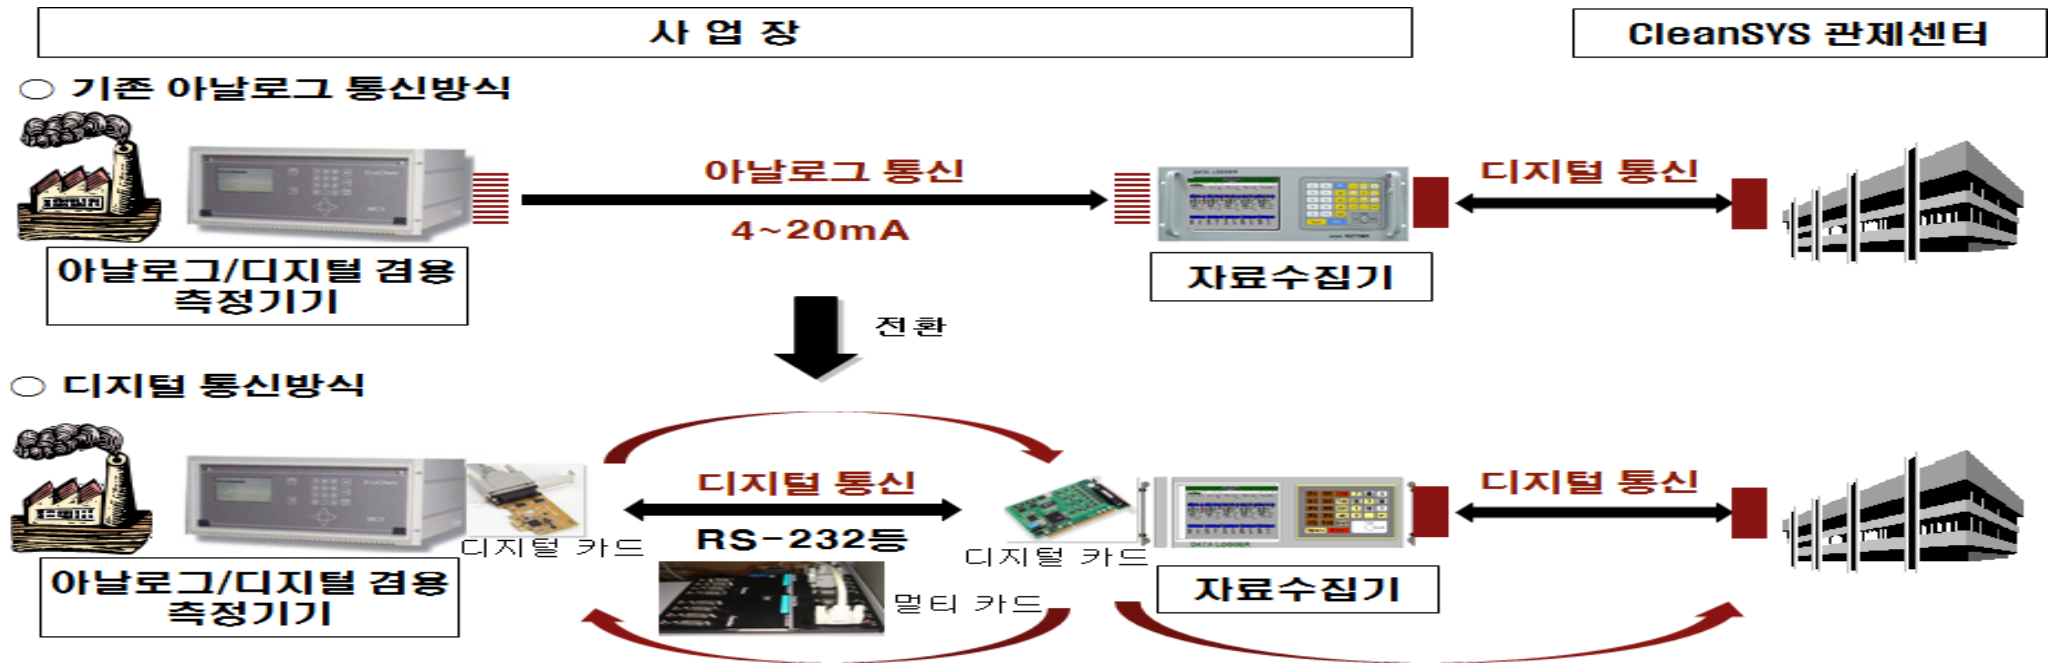 사 업 장
CleanSYS 관제센터
○ 기존 아날로그 통신방식
아날로그 통신
4~20mA
디지털 통신
DATA LOGGER
아날로그/디지털 겸용
측정기기
자료수집기
전환
○ 디지털 통신방식
디지털 통신
RS-232등
디지털 통신
디지털 카드
디지털 카드
멀티 카드
DATA LOGGER
아날로그/디지털 겸용
측정기기
자료수집기